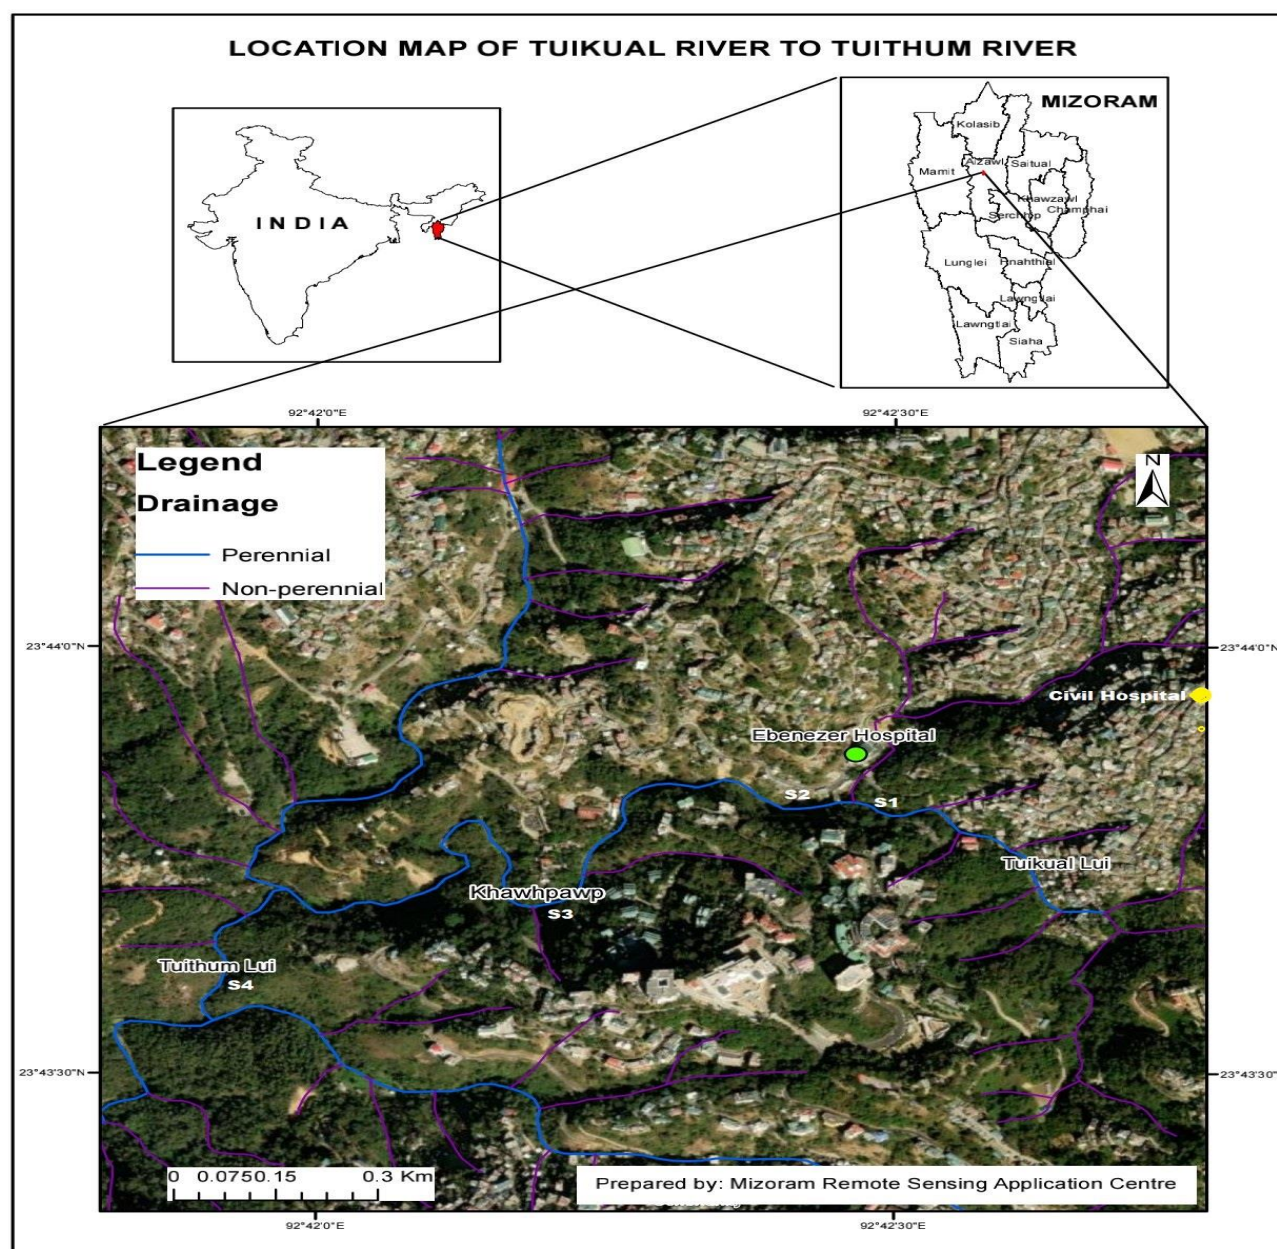 LOCATION MAP OF TUIKUAL RIVER TO TUITHUM RIVER
INDIA
MIZORAM
Kolasib
Aizawl
Saitual
Mamit
Khawzawl
Champhai
Serchhip
Lunglei
Hnahthial
Lawngtlai
Lawngtlai
Siaha
92°42'0"E
92°42'30"E
Legend
Drainage
Perennial
Non-perennial
N
23°44'0"N
23°44'0"N
Civil Hospital
Ebenezer Hospital
S2
S1
Tuikual Lui
Khawhpawp
S3
Tuithum Lui
S4
23°43'30"N
23°43'30"N
0 0.075 0.15 0.3 Km
Prepared by: Mizoram Remote Sensing Application Centre
92°42'0"E
92°42'30"E